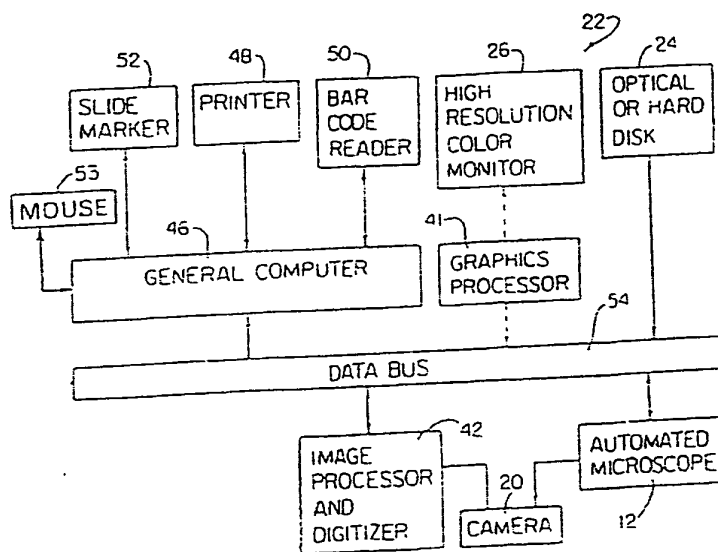 52
48
50
26
22
24
SLIDE
MARKER
PRINTER
BAR
CODE
READER
HIGH
RESOLUTION
COLOR
MONITOR
OPTICAL
OR HARD
DISK
53
MOUSE
46
GENERAL COMPUTER
41
GRAPHICS
PROCESSOR
54
DATA BUS
42
IMAGE
PROCESSOR
AND
DIGITIZER
20
CAMERA
AUTOMATED
MICROSCOPE
12